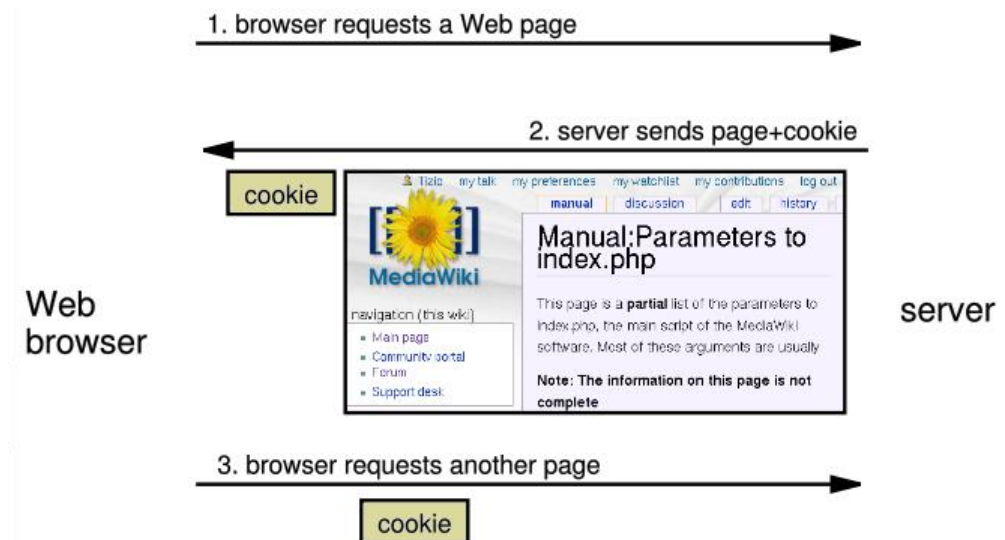 1. browser requests a Web page
2. server sends page+cookie
cookie
Tizio my talk my preferences my watchlist my contributions log out
manual discussion edit history
[[ ]]
MediaWiki
Manual:Parameters to
index.php
This page is a partial list of the parameters to
index.php, the main script of the MediaWiki
software. Most of these arguments are usually
Note: The information on this page is not
complete
navigation (this wiki)
Main page
Community portal
Forum
Support desk
Web
browser
server
3. browser requests another page
cookie